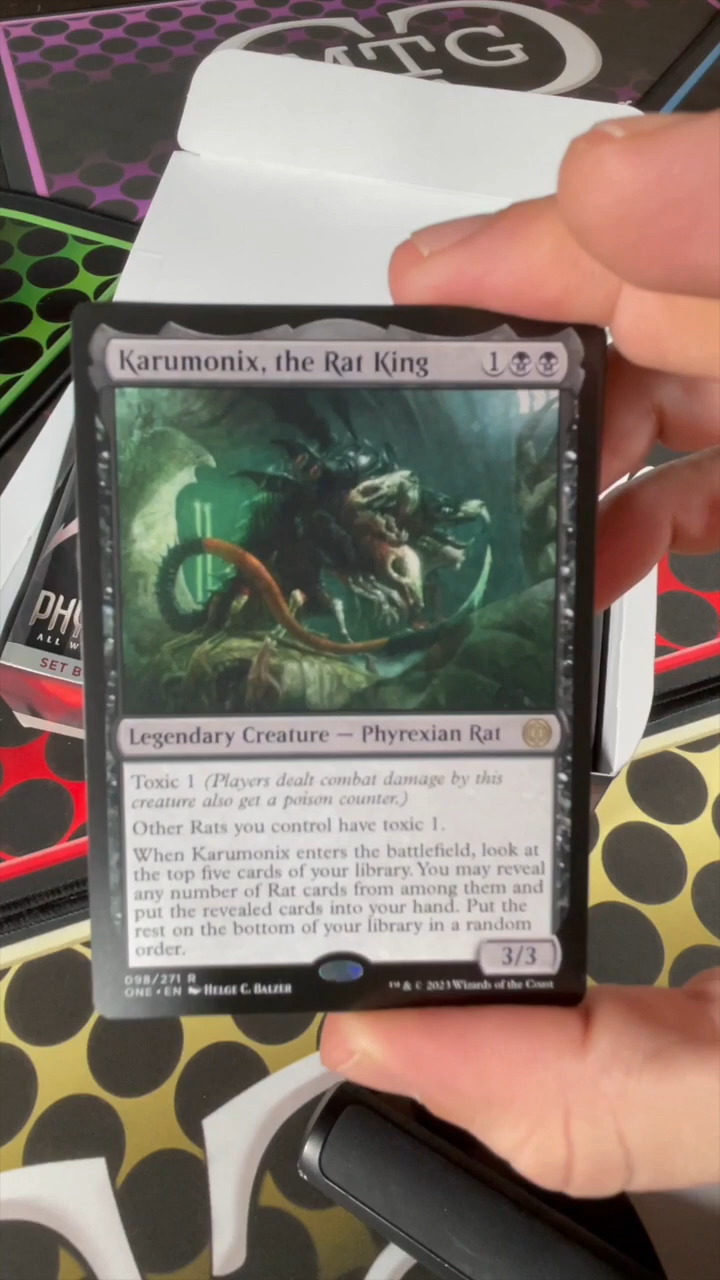 MTG
Karumonix, the Rat King 1
Legendary Creature — Phyrexian Rat
Toxic 1 (Players dealt combat damage by this
creature also get a poison counter.)
Other Rats you control have toxic 1.
When Karumonix enters the battlefield, look at
the top five cards of your library. You may reveal
any number of Rat cards from among them and
put the revealed cards into your hand. Put the
rest on the bottom of your library in a random
order.
3/3
098/271 R
ONE • EN HELGE C. BALZER
™ & © 2023 Wizards of the Coast
PHY
ALL W
SET B